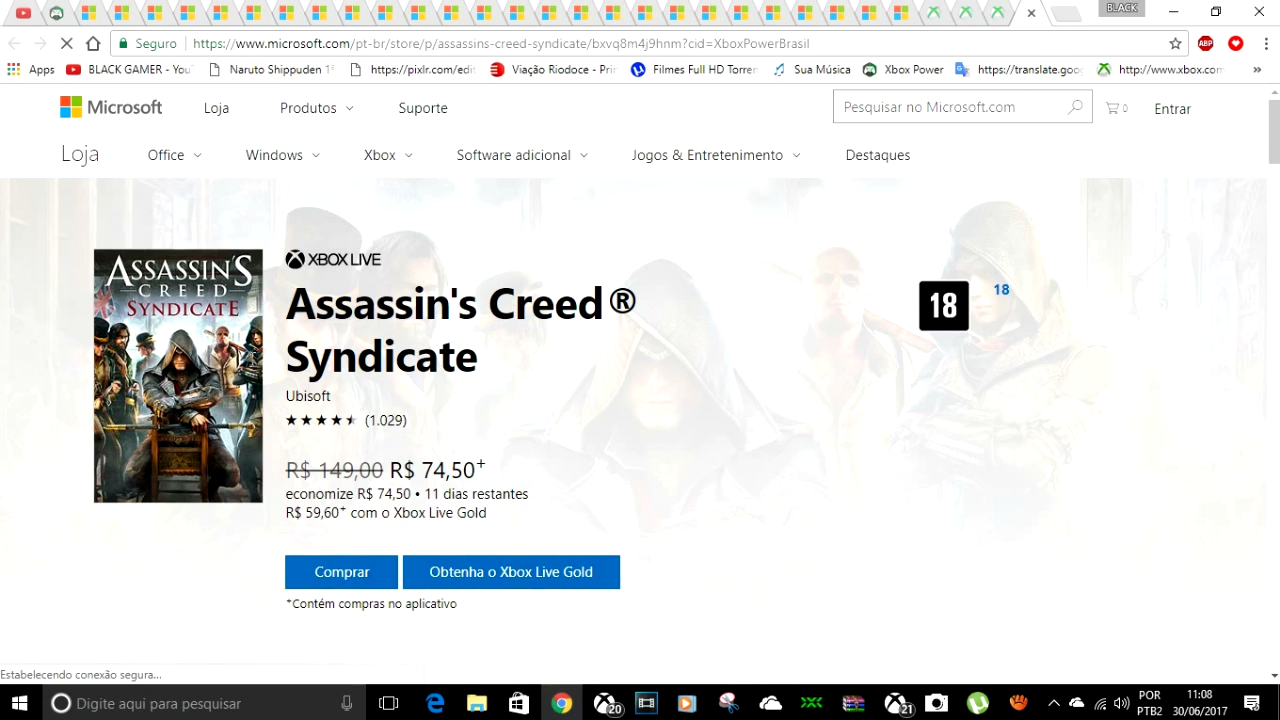 BLACK
Seguro
https://www.microsoft.com/pt-br/store/p/assassins-creed-syndicate/bxvq8m4j9hnm?cid=XboxPowerBrasil
ABP
Apps
BLACK GAMER - You
Naruto Shippuden 1ª
https://pixlr.com/edit
Viação Riodoce - Prin
Filmes Full HD Torren
Sua Música
Xbox Power
https://translate.goog
http://www.xbox.com
»
Microsoft
Loja
Produtos
Suporte
Pesquisar no Microsoft.com
0
Entrar
Loja
Office
Windows
Xbox
Software adicional
Jogos & Entretenimento
Destaques
ASSASSIN'S
CREED
SYNDICATE
XBOX LIVE
Assassin's Creed®
Syndicate
18
18
Ubisoft
(1.029)
R$ 149,00 R$ 74,50+
economize R$ 74,50 • 11 dias restantes
R$ 59,60+ com o Xbox Live Gold
Comprar
Obtenha o Xbox Live Gold
+Contém compras no aplicativo
Estabelecendo conexão segura...
Digite aqui para pesquisar
20
21
POR
PTB2
11:08
30/06/2017